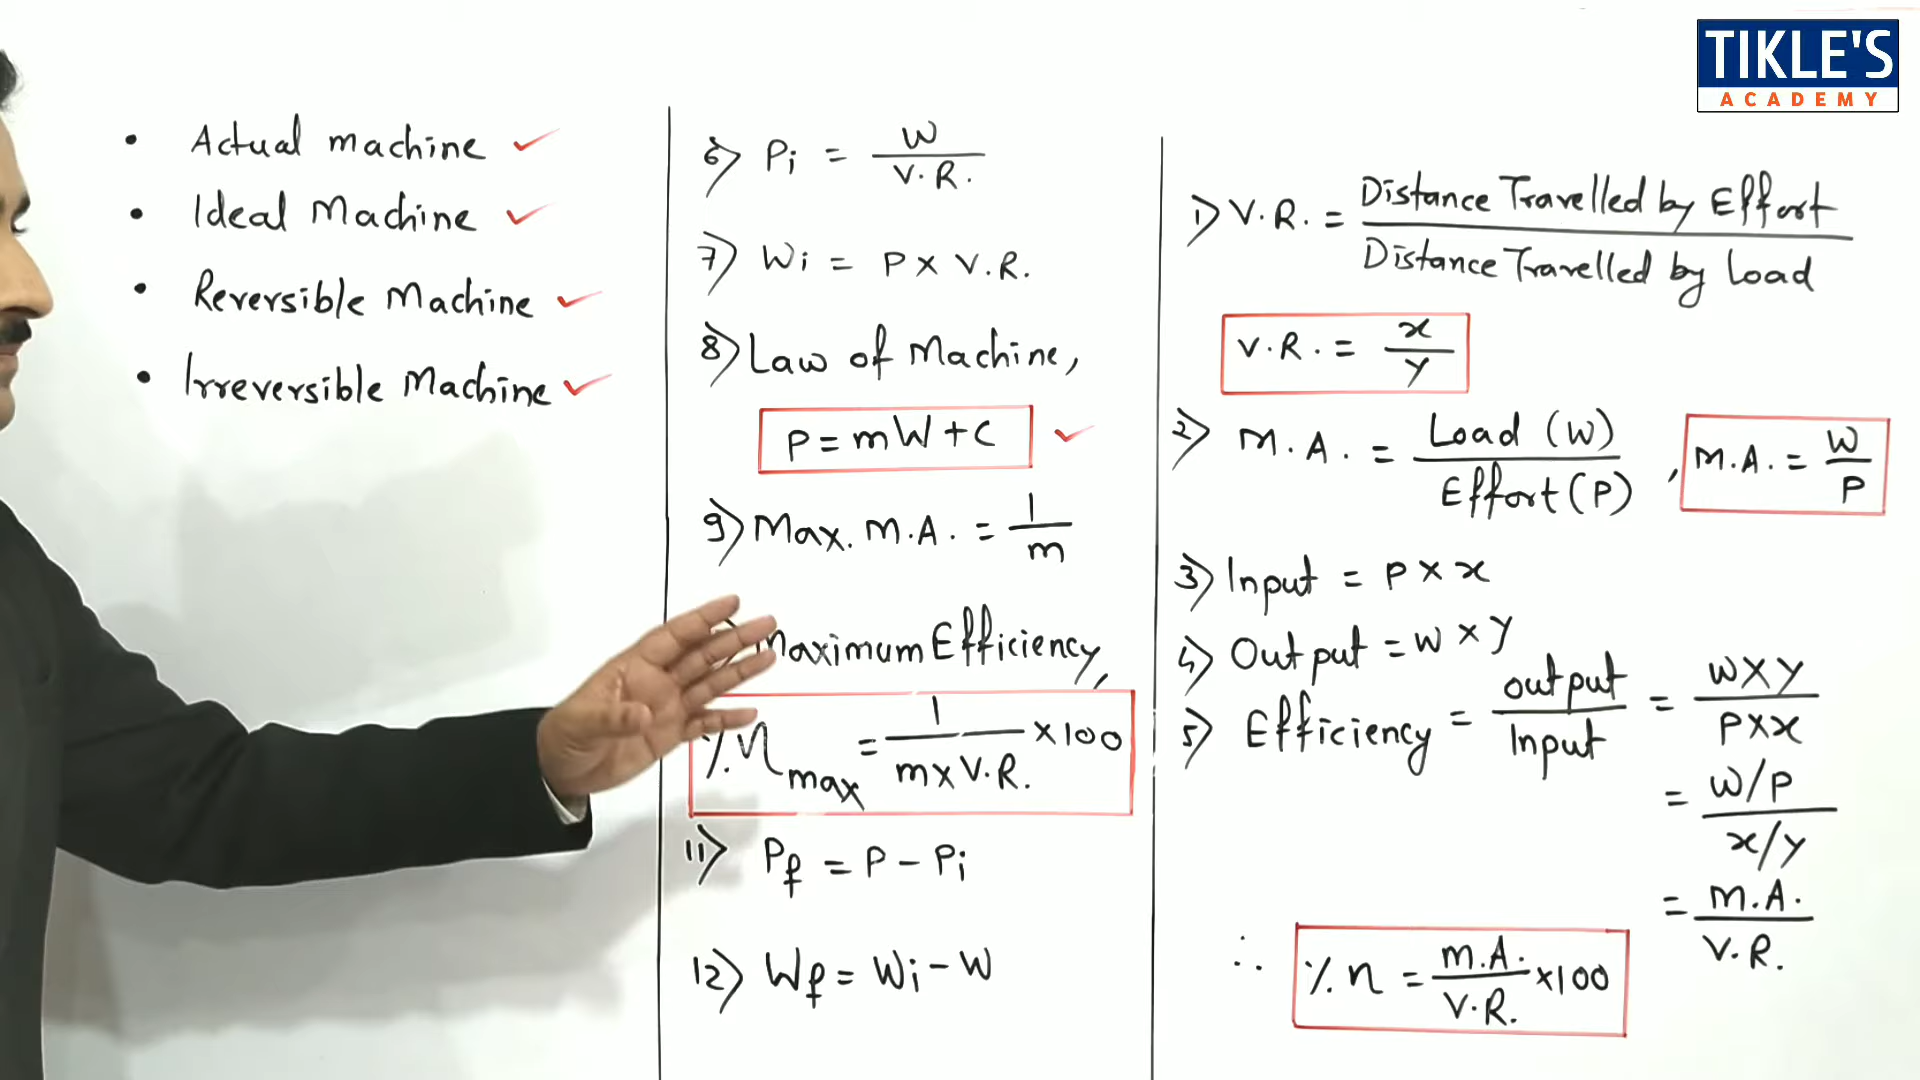 TIKLE'S
ACADEMY
• Actual machine ✓
• Ideal Machine ✓
• Reversible Machine ✓
• Irreversible Machine ✓
6) Pi = W / V.R.
7) Wi = P × V.R.
8) Law of Machine,
P = mW + C ✓
9) Max. M.A. = 1 / m
Maximum Efficiency,
% η max = 1 / m × V.R. × 100
11) Pf = P - Pi
12) Wf = Wi - W
1) V.R. = Distance Travelled by Effort / Distance Travelled by Load
V.R. = x / y
2) M.A. = Load (W) / Effort (P) , M.A. = W / P
3) Input = P × x
4) Output = W × y
5) Efficiency = output / Input = W × y / P × x
= W/P / x/y
= M.A. / V.R.
∴ % η = M.A. / V.R. × 100